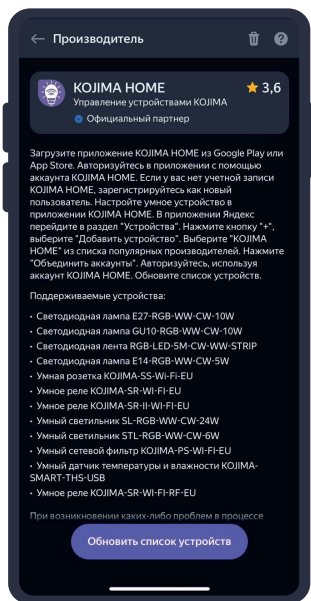 Производитель
KOJIMA HOME
3,6
Управление устройствами KOJIMA
Официальный партнер
Загрузите приложение KOJIMA HOME из Google Play или
App Store. Авторизуйтесь в приложении с помощью
аккаунта KOJIMA HOME. Если у вас нет учетной записи
KOJIMA HOME, зарегистрируйтесь как новый
пользователь. Настройте умное устройство в
приложении KOJIMA HOME. В приложении Яндекс
перейдите в раздел "Устройства". Нажмите кнопку "+",
выберите "Добавить устройство". Выберите "KOJIMA
HOME" из списка популярных производителей. Нажмите
"Объединить аккаунты". Авторизуйтесь, используя
аккаунт KOJIMA HOME. Обновите список устройств.
Поддерживаемые устройства:
• Светодиодная лампа E27-RGB-WW-CW-10W
• Светодиодная лампа GU10-RGB-WW-CW-10W
• Светодиодная лента RGB-LED-5M-CW-WW-STRIP
• Светодиодная лампа E14-RGB-WW-CW-5W
• Умная розетка KOJIMA-SS-Wi-Fi-EU
• Умное реле KOJIMA-SR-WI-FI-EU
• Умное реле KOJIMA-SR-II-WI-FI-EU
• Умный светильник SL-RGB-WW-CW-24W
• Умный светильник STL-RGB-WW-CW-6W
• Умный сетевой фильтр KOJIMA-PS-WI-FI-EU
• Умный датчик температуры и влажности KOJIMA-
SMART-THS-USB
• Умное реле KOJIMA-SR-WI-FI-RF-EU
При возникновении каких-либо проблем в процессе
Обновить список устройств